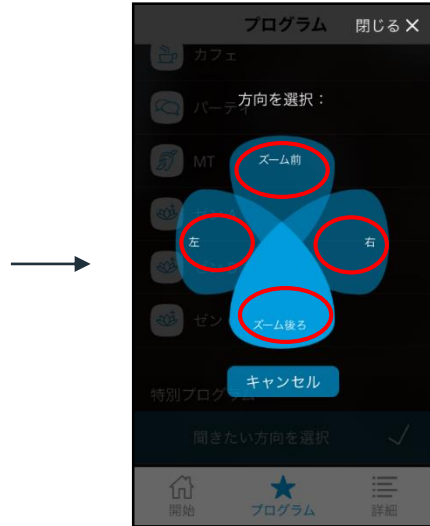 プログラム 閉じる✕
カフェ
方向を選択：
パーティ
MT
ズーム前
左
右
ゼン
ズーム後ろ
キャンセル
特別プログラム
聞きたい方向を選択
開始 プログラム 詳細